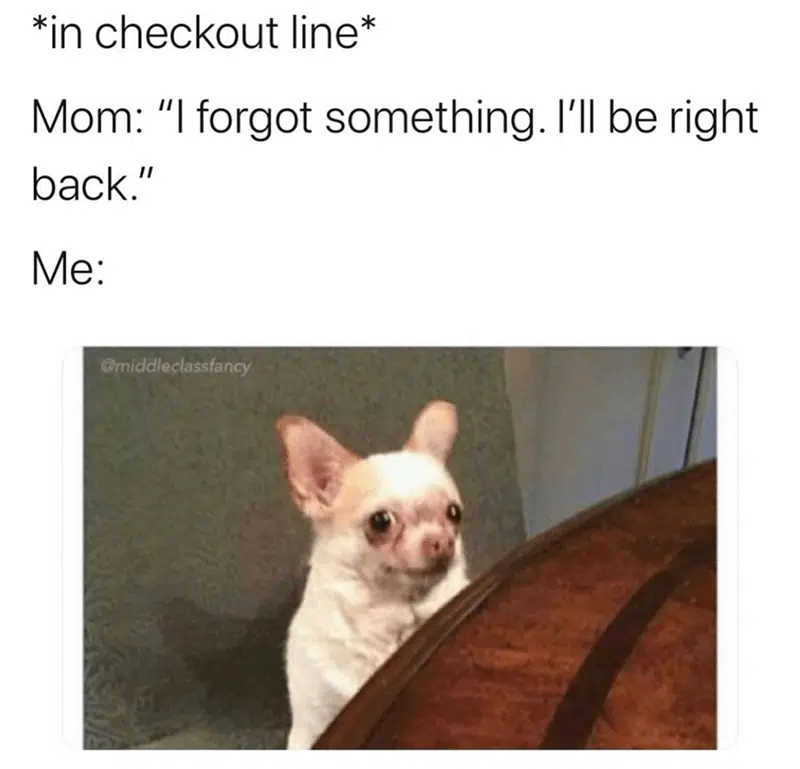 *in checkout line*
Mom: “I forgot something. I’ll be right
back.”
Me:
@middleclassfancy